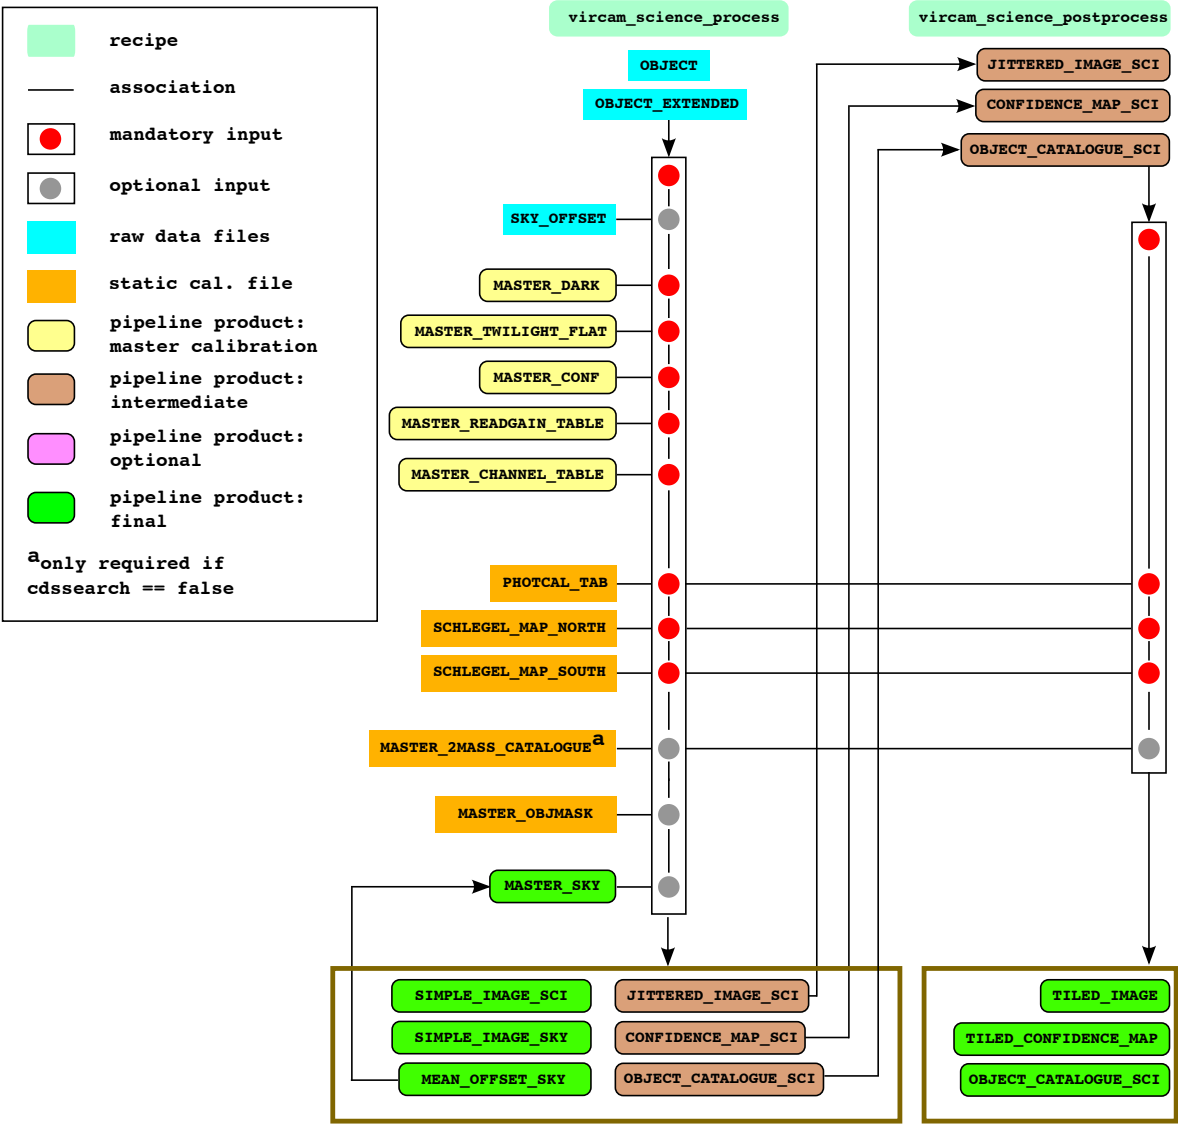 recipe
association
mandatory input
optional input
raw data files
static cal. file
pipeline product:
master calibration
pipeline product:
intermediate
pipeline product:
optional
pipeline product:
final
a only required if
cdssearch == false
vircam_science_process
OBJECT
OBJECT_EXTENDED
SKY_OFFSET
MASTER_DARK
MASTER_TWILIGHT_FLAT
MASTER_CONF
MASTER_READGAIN_TABLE
MASTER_CHANNEL_TABLE
PHOTCAL_TAB
SCHLEGEL_MAP_NORTH
SCHLEGEL_MAP_SOUTH
MASTER_2MASS_CATALOGUE a
MASTER_OBJMASK
MASTER_SKY
SIMPLE_IMAGE_SCI
SIMPLE_IMAGE_SKY
MEAN_OFFSET_SKY
JITTERED_IMAGE_SCI
CONFIDENCE_MAP_SCI
OBJECT_CATALOGUE_SCI
vircam_science_postprocess
JITTERED_IMAGE_SCI
CONFIDENCE_MAP_SCI
OBJECT_CATALOGUE_SCI
TILED_IMAGE
TILED_CONFIDENCE_MAP
OBJECT_CATALOGUE_SCI